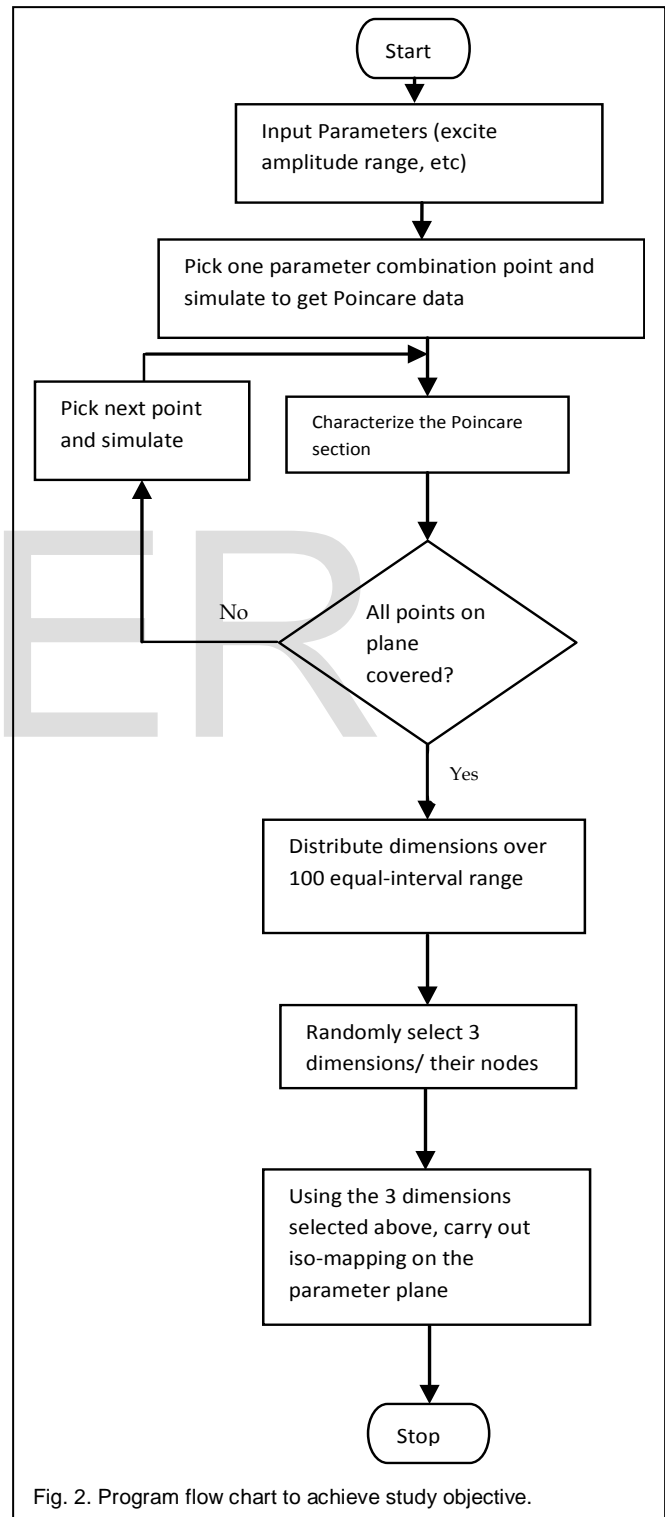 Start
Input Parameters (excite
amplitude range, etc)
Pick one parameter combination point and
simulate to get Poincare data
Pick next point
and simulate
Characterize the Poincare
section
No
All points on
plane
covered?
ER
Yes
Distribute dimensions over
100 equal-interval range
Randomly select 3
dimensions/ their nodes
Using the 3 dimensions
selected above, carry out
iso-mapping on the
parameter plane
Stop
Fig. 2. Program flow chart to achieve study objective.